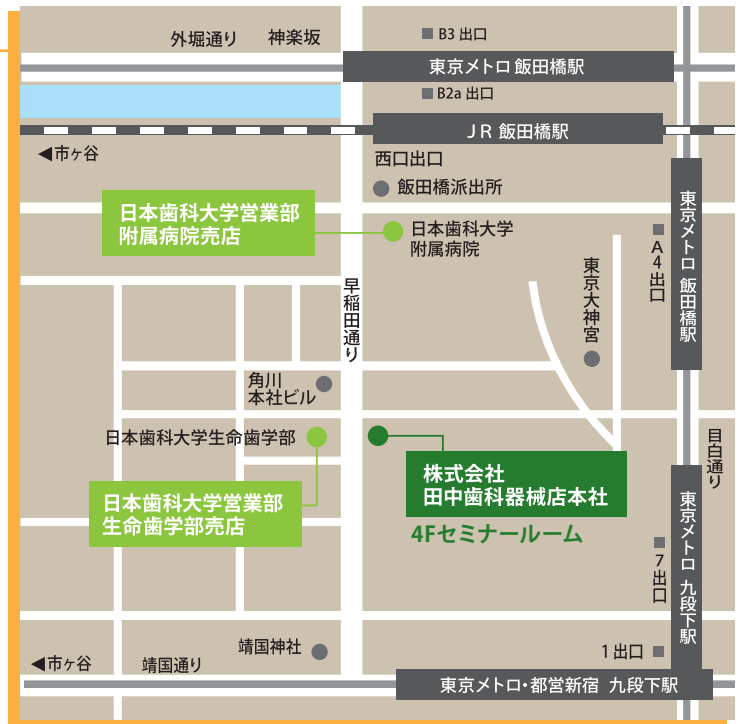 外堀通り 神楽坂
B3 出口
東京メトロ 飯田橋駅
B2a 出口
JR 飯田橋駅
市ヶ谷
西口出口
飯田橋派出所
日本歯科大学営業部
附属病院売店
日本歯科大学
附属病院
東京メトロ 飯田橋駅
A4出口
東京大神宮
早稲田通り
角川
本社ビル
日本歯科大学生命歯学部
目白通り
株式会社
田中歯科器械店本社
4Fセミナールーム
日本歯科大学営業部
生命歯学部売店
東京メトロ 九段下駅
7出口
靖国神社
1出口
市ヶ谷
靖国通り
東京メトロ・都営新宿 九段下駅